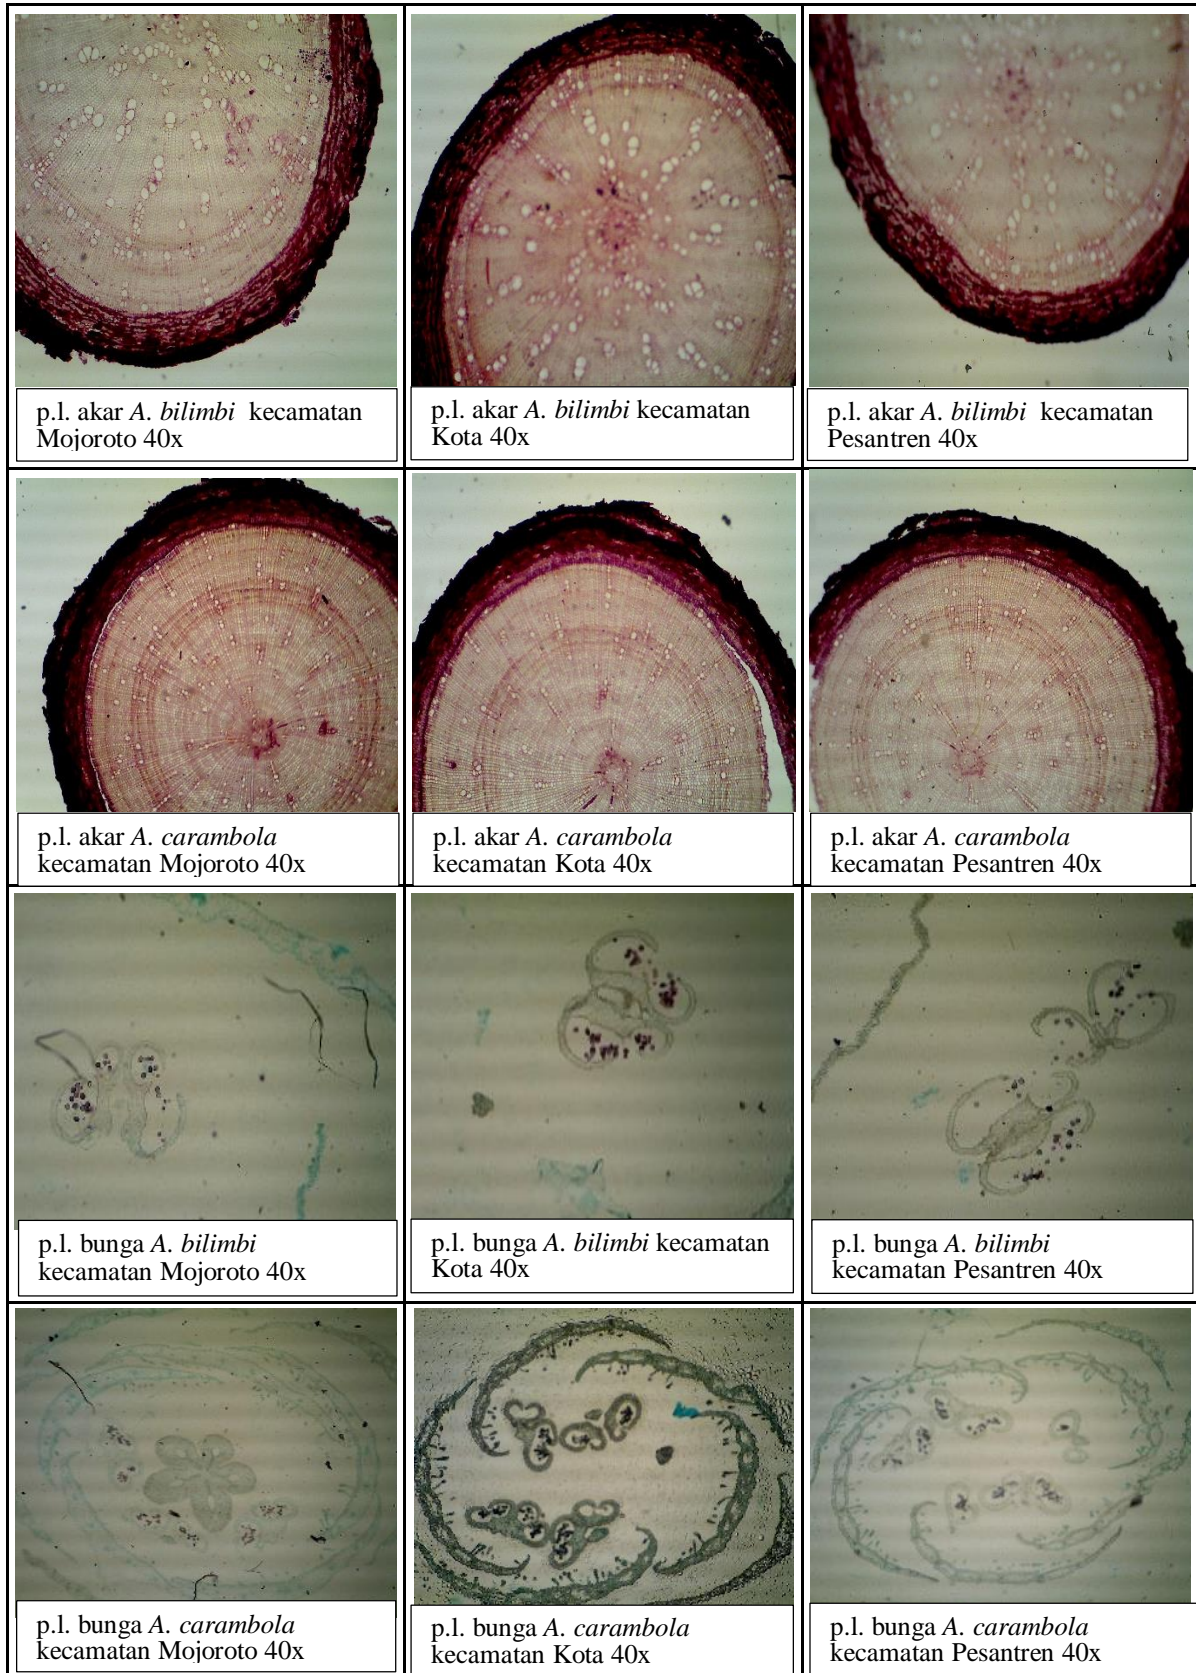 p.l. akar A. bilimbi kecamatan
Mojoroto 40x
p.l. akar A. bilimbi kecamatan
Kota 40x
p.l. akar A. bilimbi kecamatan
Pesantren 40x
p.l. akar A. carambola
kecamatan Mojoroto 40x
p.l. akar A. carambola
kecamatan Kota 40x
p.l. akar A. carambola
kecamatan Pesantren 40x
p.l. bunga A. bilimbi
kecamatan Mojoroto 40x
p.l. bunga A. bilimbi kecamatan
Kota 40x
p.l. bunga A. bilimbi
kecamatan Pesantren 40x
p.l. bunga A. carambola
kecamatan Mojoroto 40x
p.l. bunga A. carambola
kecamatan Kota 40x
p.l. bunga A. carambola
kecamatan Pesantren 40x